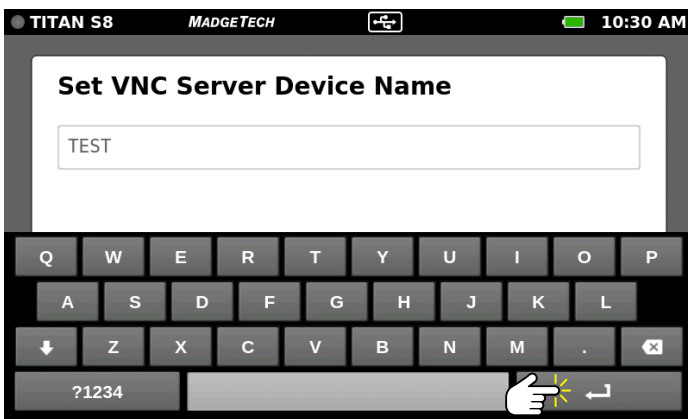 TITAN S8 MADGETECH 10:30 AM
Set VNC Server Device Name
TEST
Q W E R T Y U I O P
A S D F G H J K L
Z X C V B N M .
?1234